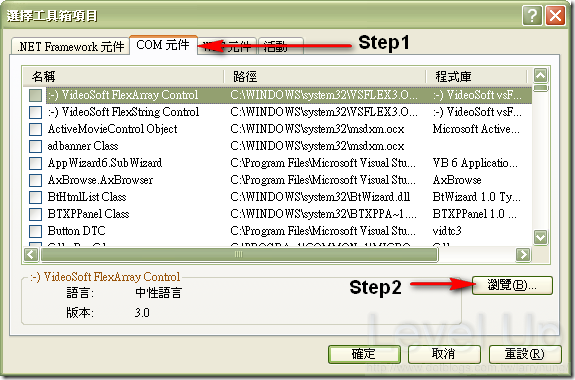 選擇工具箱項目
.NET Framework 元件 COM 元件 元件 活動 Step1
名稱 路徑 程式庫
:-) VideoSoft FlexArray Control C:\WINDOWS\system32\VSFLEX3.O... :-) VideoSoft vsF...
:-) VideoSoft FlexString Control C:\WINDOWS\system32\VSFLEX3.O... :-) VideoSoft vsF...
ActiveMovieControl Object C:\WINDOWS\system32\msdxm.ocx Microsoft Active...
adbanner Class C:\WINDOWS\system32\msdxm.ocx
AppWizard6.SubWizard C:\Program Files\Microsoft Visual Stu... VB 6 Applicatio...
AxBrowse.AxBrowser C:\Program Files\Microsoft Visual Stu... AxBrowse
BtHtmlList Class C:\WINDOWS\system32\BtWizard.dll BtWizard 1.0 Ty...
BTXPPanel Class C:\WINDOWS\system32\BTXPPA~1.... BTXPPanel 1.0 T...
Button DTC C:\Program Files\Microsoft Visual Stu... vidtc3
:-) VideoSoft FlexArray Control
語言: 中性語言
版本: 3.0
Step2 瀏覽(B)...
Level Up
確定 取消 重設(R)